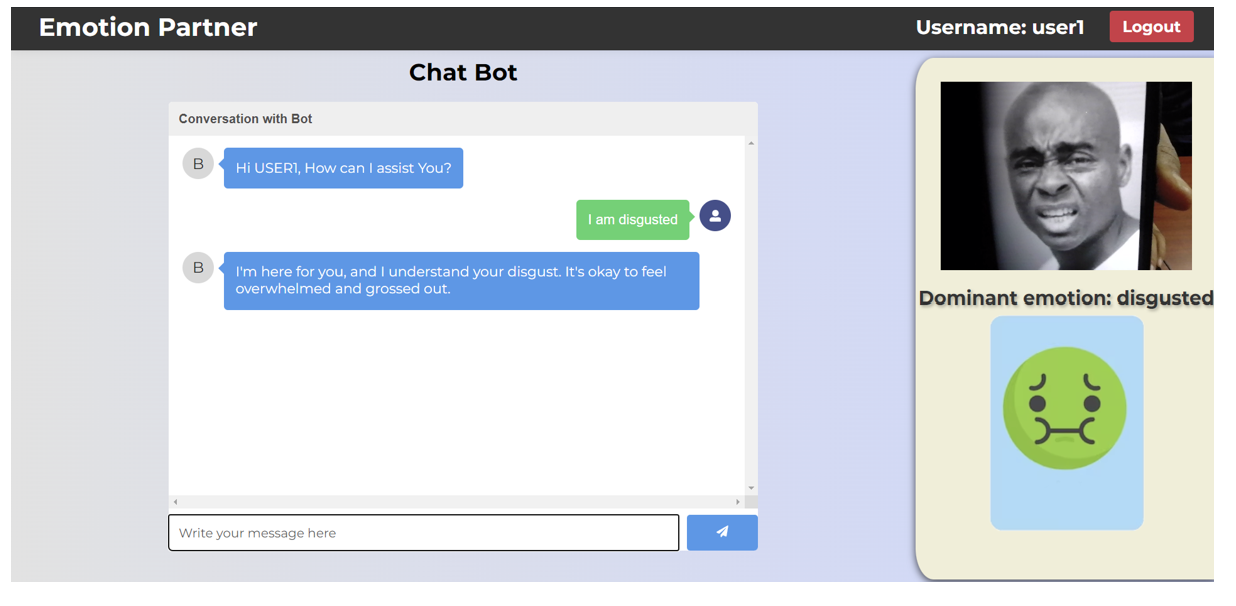 Emotion Partner
Username: user1
Logout
Chat Bot
Conversation with Bot
B
Hi USER1, How can I assist You?
I am disgusted
B
I'm here for you, and I understand your disgust. It's okay to feel
overwhelmed and grossed out.
Write your message here
Dominant emotion: disgusted